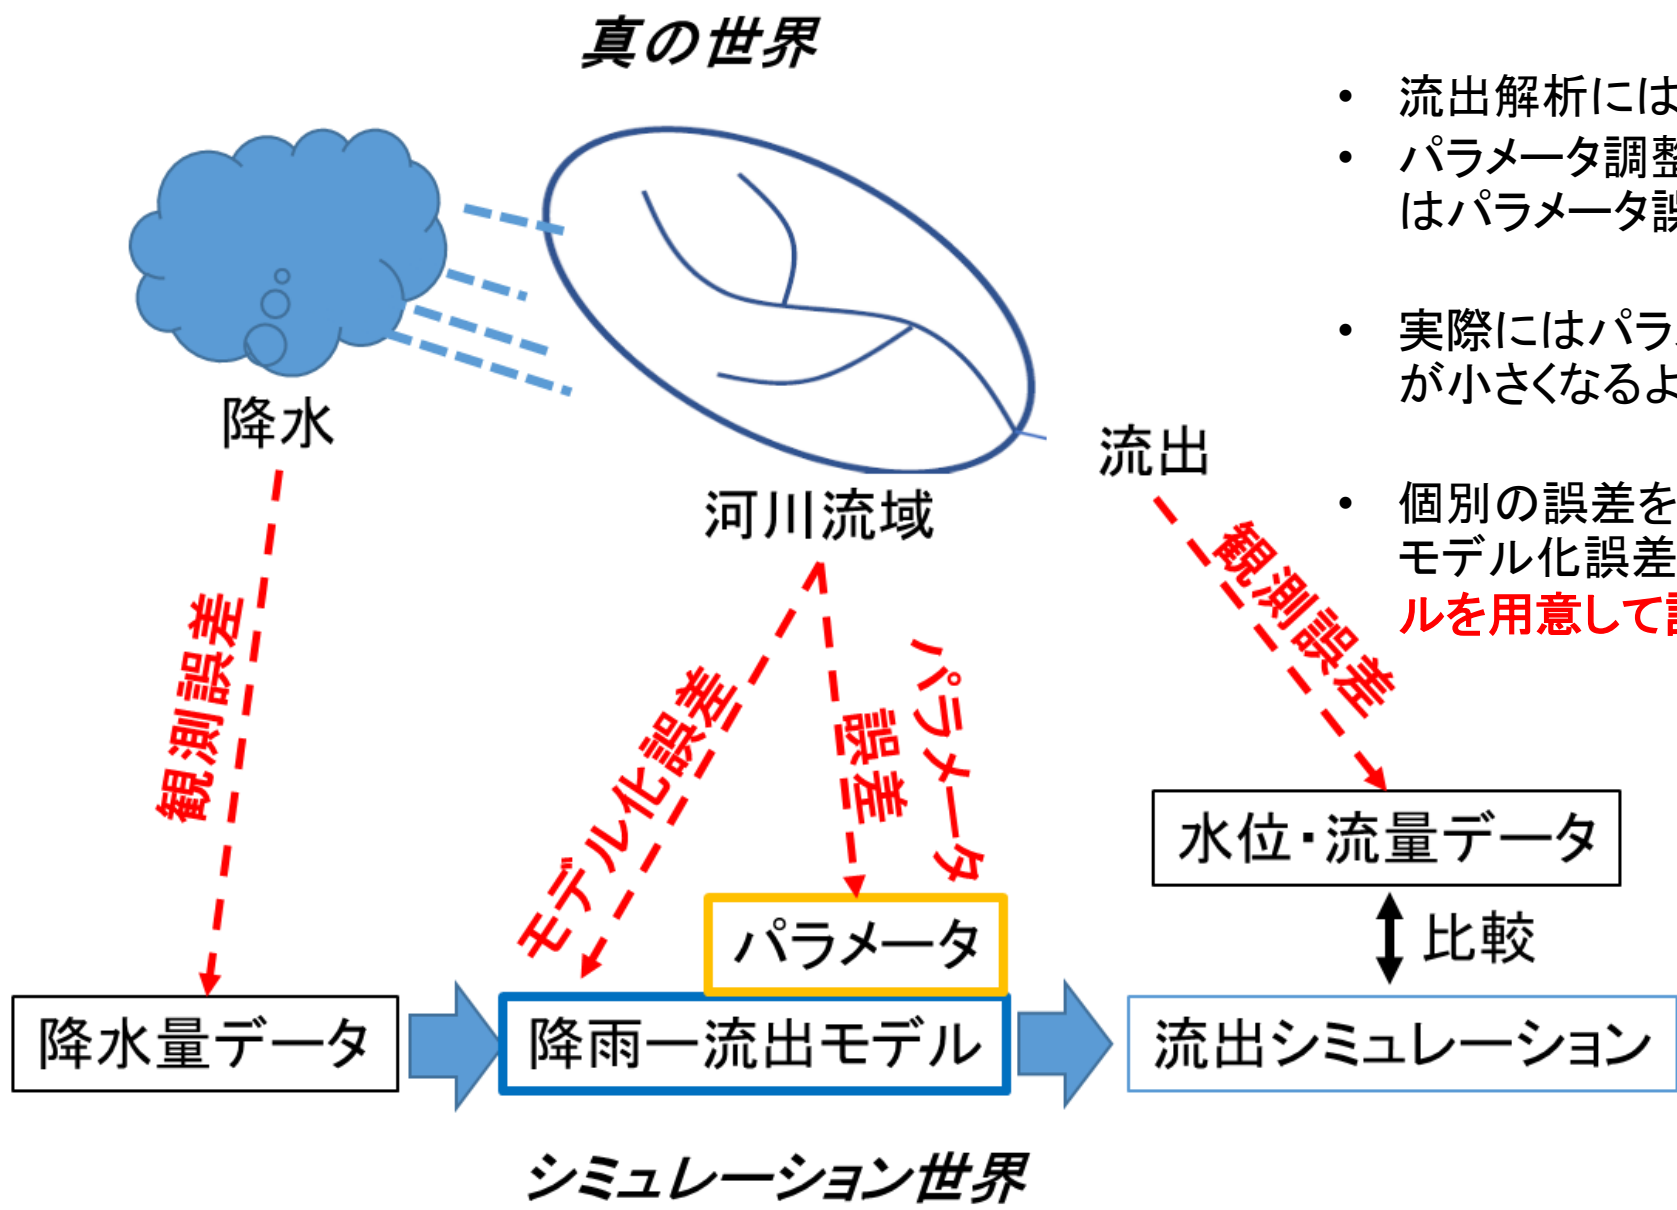 真の世界
降水
河川流域
流出
• 流出解析には
• パラメータ調整
はパラメータ誤
• 実際にはパラ
が小さくなるよ
• 個別の誤差を
モデル化誤差
ルを用意して
観測誤差
モデル化誤差
パラメータ
誤差
観測誤差
水位・流量データ
比較
パラメータ
降水量データ
降雨ー流出モデル
流出シミュレーション
シミュレーション世界